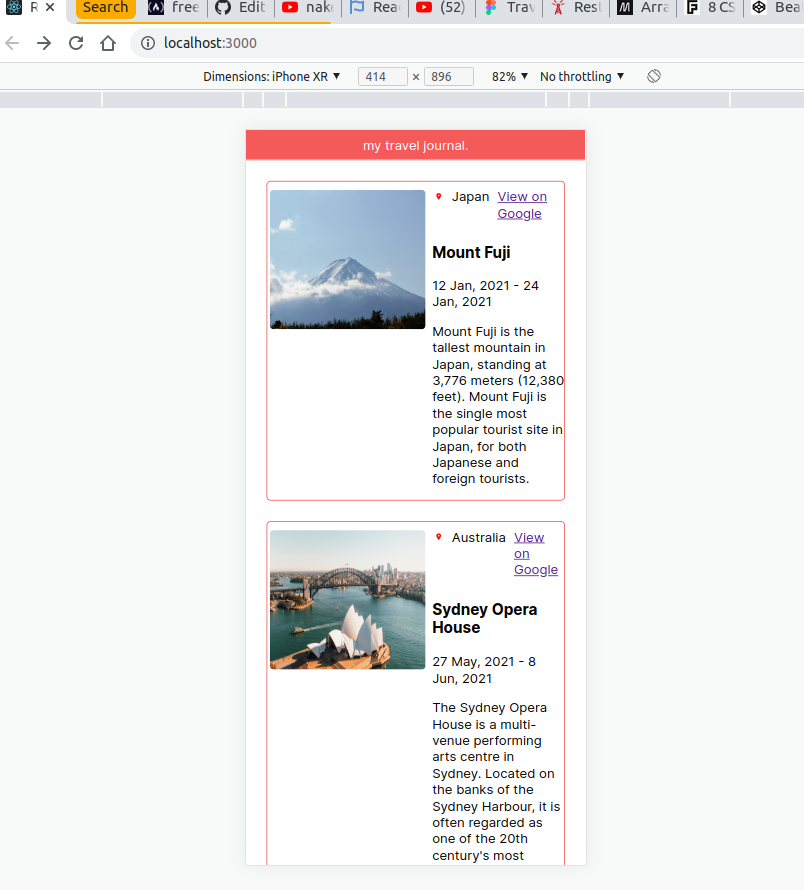 R
Search
free
Edit
nak
Rea
(52)
Trav
Rest
Arra
8 CS
Bea
localhost:3000
Dimensions: iPhone XR 414 × 896 82% No throttling
my travel journal.
Japan View on
Google
Mount Fuji
12 Jan, 2021 - 24
Jan, 2021
Mount Fuji is the
tallest mountain in
Japan, standing at
3,776 meters (12,380
feet). Mount Fuji is
the single most
popular tourist site in
Japan, for both
Japanese and
foreign tourists.
Australia View
on
Google
Sydney Opera
House
27 May, 2021 - 8
Jun, 2021
The Sydney Opera
House is a multi-
venue performing
arts centre in
Sydney. Located on
the banks of the
Sydney Harbour, it is
often regarded as
one of the 20th
century's most